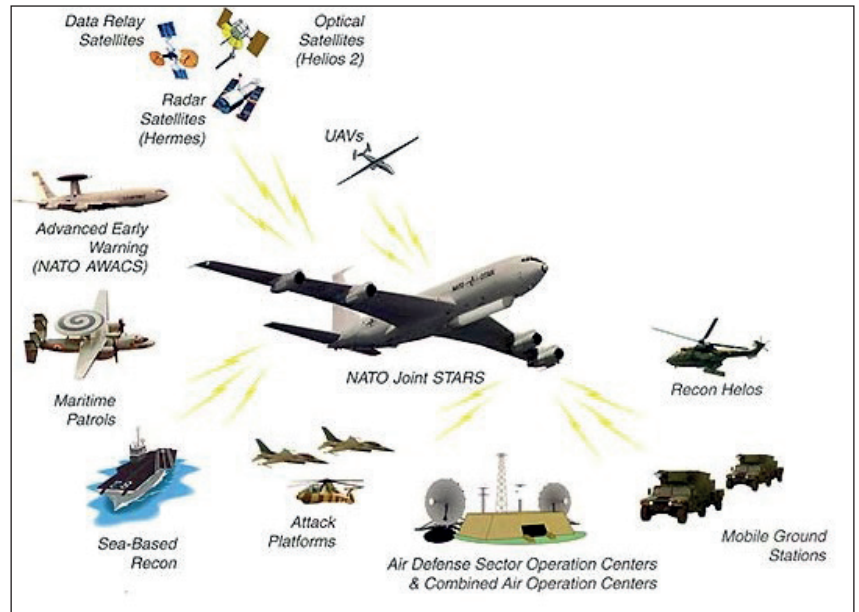 Data Relay
Satellites
Optical
Satellites
(Helios 2)
Radar
Satellites
(Hermes)
UAVs
Advanced Early
Warning
(NATO AWACS)
NATO Joint STARS
Maritime
Patrols
Recon Helos
Sea-Based
Recon
Attack
Platforms
Air Defense Sector Operation Centers
& Combined Air Operation Centers
Mobile Ground
Stations